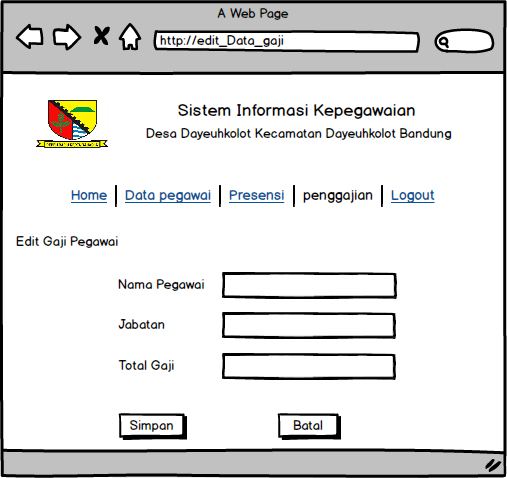 A Web Page
http://edit_Data_gaji
Sistem Informasi Kepegawaian
Desa Dayeuhkolot Kecamatan Dayeuhkolot Bandung
Home Data pegawai Presensi penggajian Logout
Edit Gaji Pegawai
Nama Pegawai
Jabatan
Total Gaji
Simpan Batal